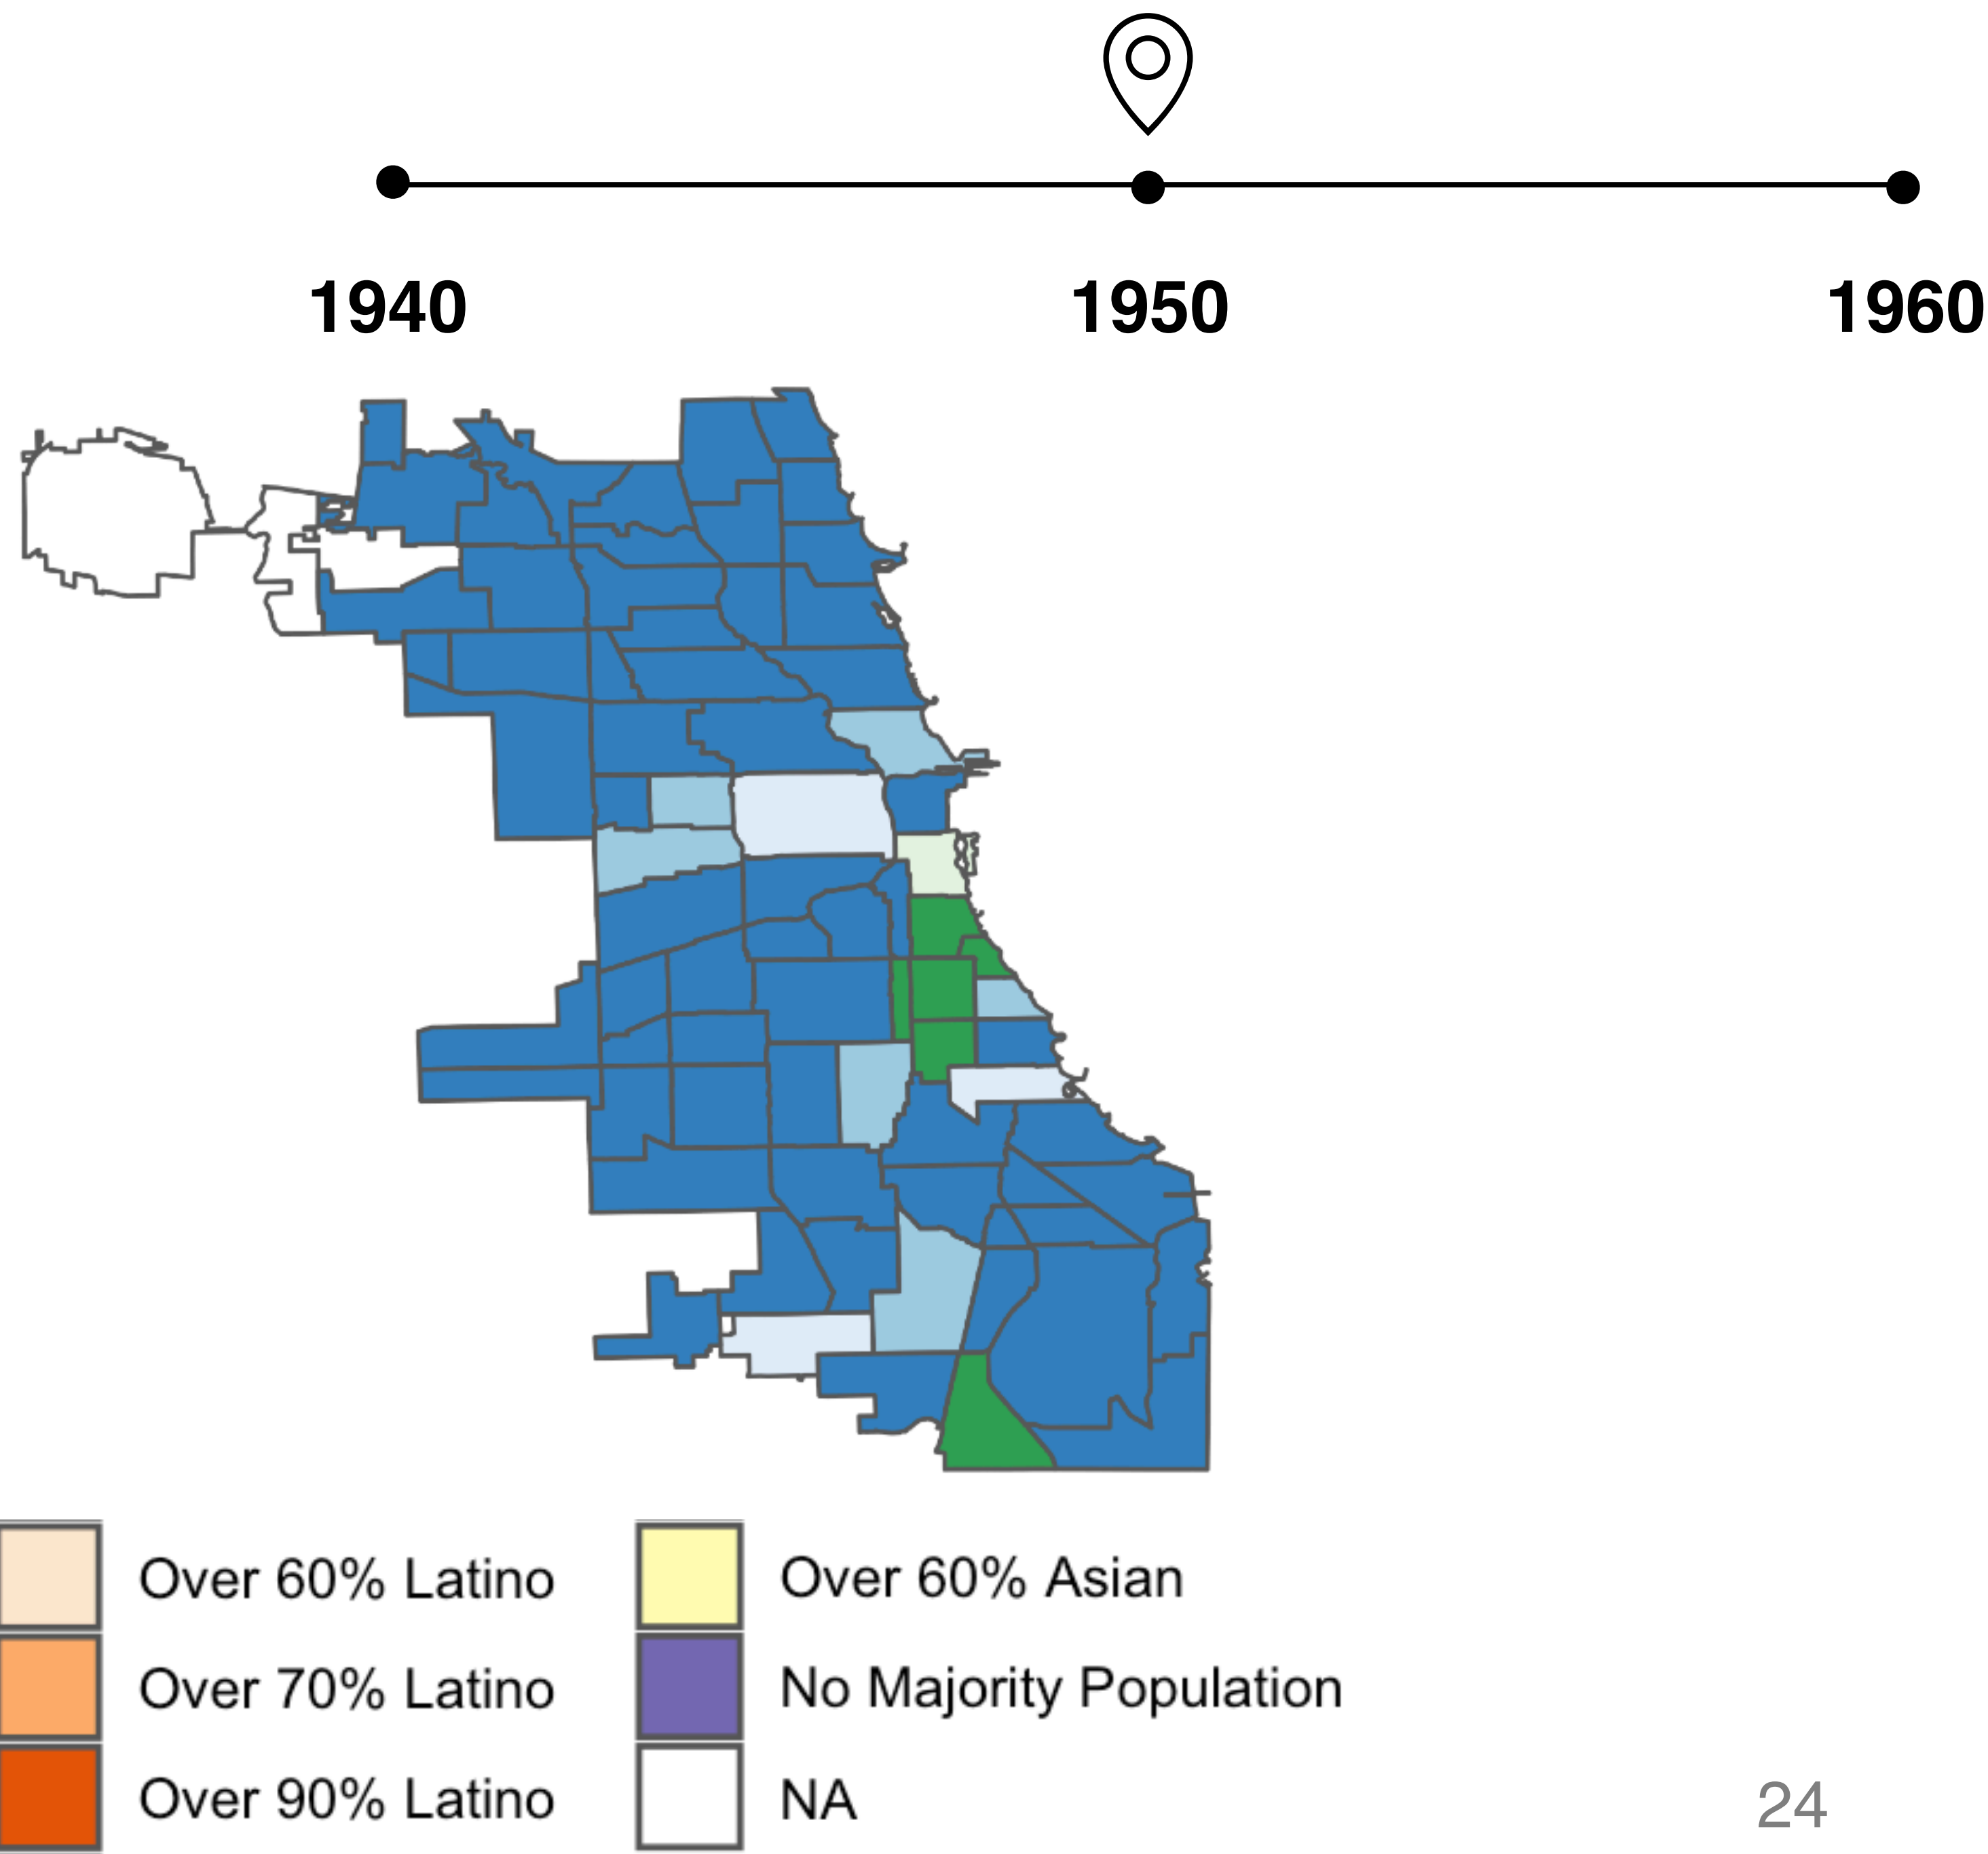 1940 1950 1960
Over 60% Latino
Over 70% Latino
Over 90% Latino
Over 60% Asian
No Majority Population
NA
24